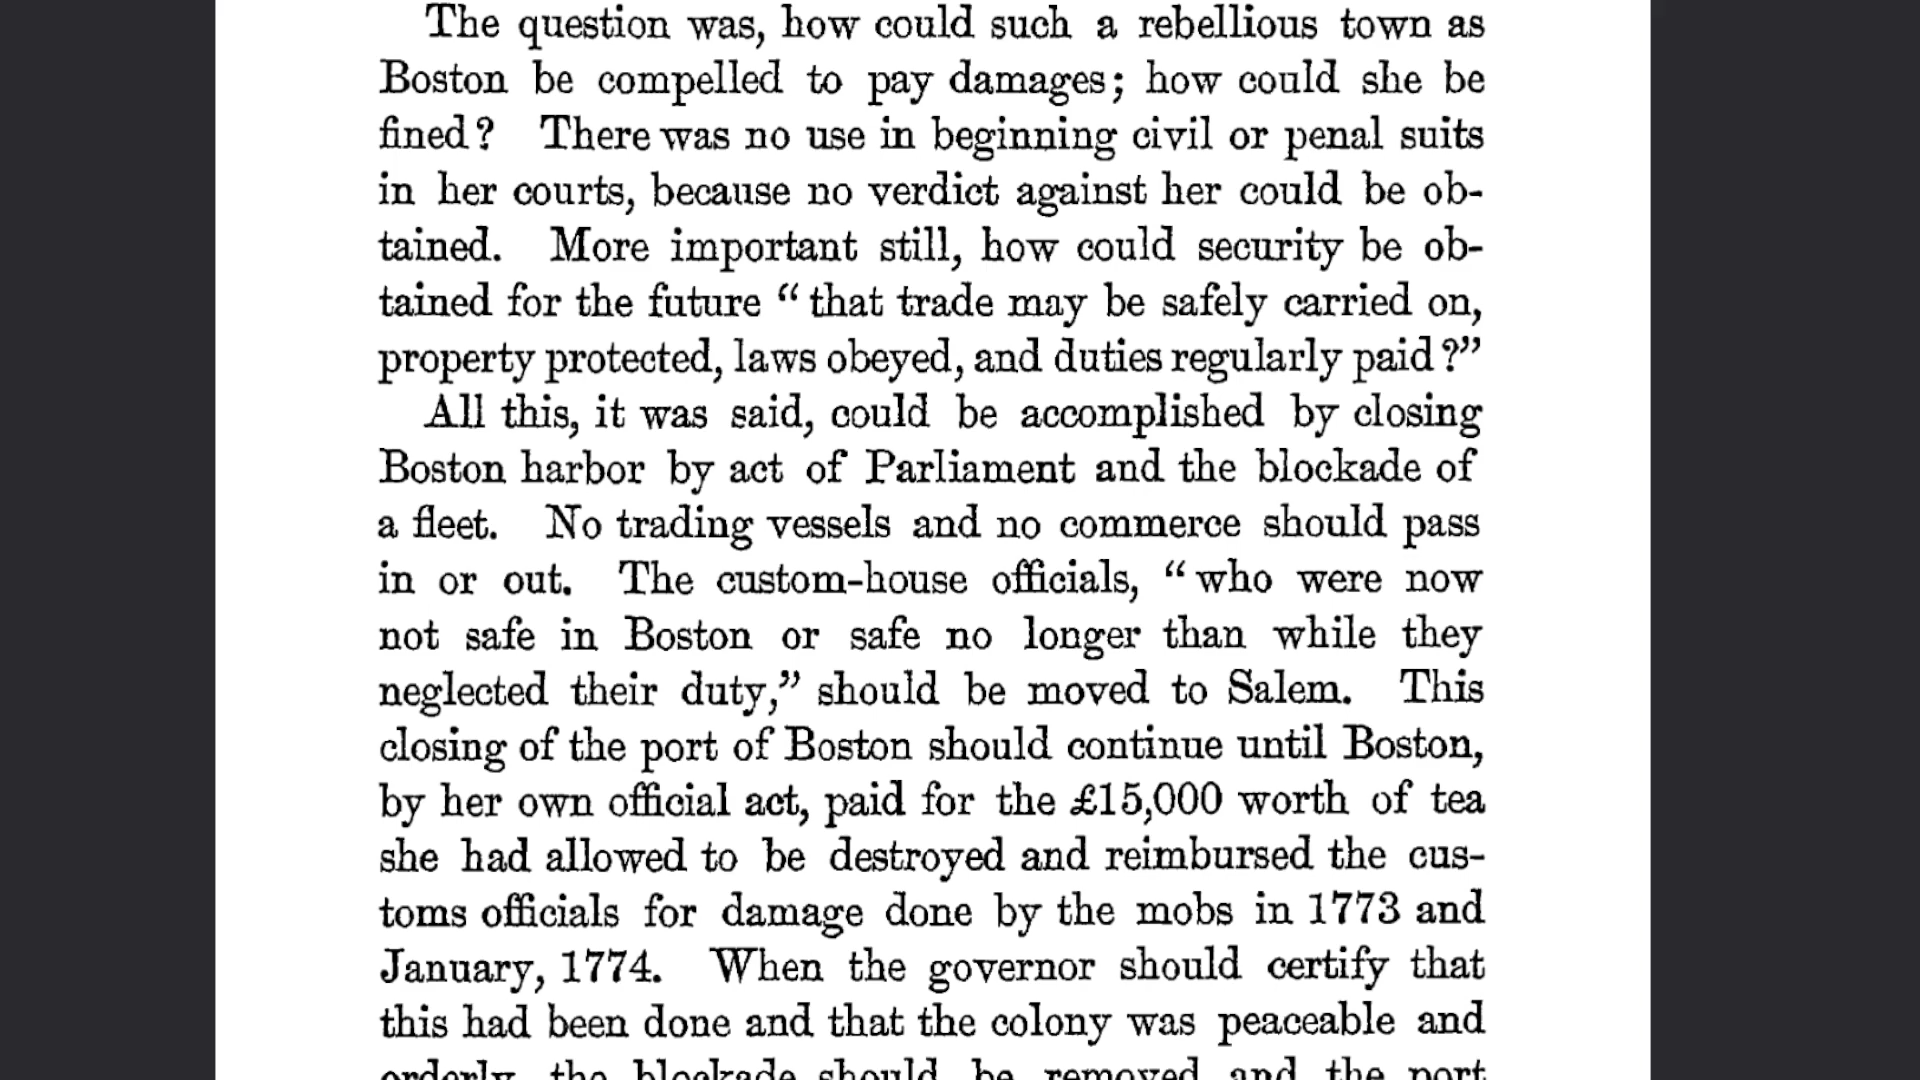 The question was, how could such a rebellious town as
Boston be compelled to pay damages; how could she be
fined? There was no use in beginning civil or penal suits
in her courts, because no verdict against her could be ob-
tained. More important still, how could security be ob-
tained for the future “that trade may be safely carried on,
property protected, laws obeyed, and duties regularly paid?”
All this, it was said, could be accomplished by closing
Boston harbor by act of Parliament and the blockade of
a fleet. No trading vessels and no commerce should pass
in or out. The custom-house officials, “who were now
not safe in Boston or safe no longer than while they
neglected their duty,” should be moved to Salem. This
closing of the port of Boston should continue until Boston,
by her own official act, paid for the £15,000 worth of tea
she had allowed to be destroyed and reimbursed the cus-
toms officials for damage done by the mobs in 1773 and
January, 1774. When the governor should certify that
this had been done and that the colony was peaceable and
orderly, the blockade should be removed and the port